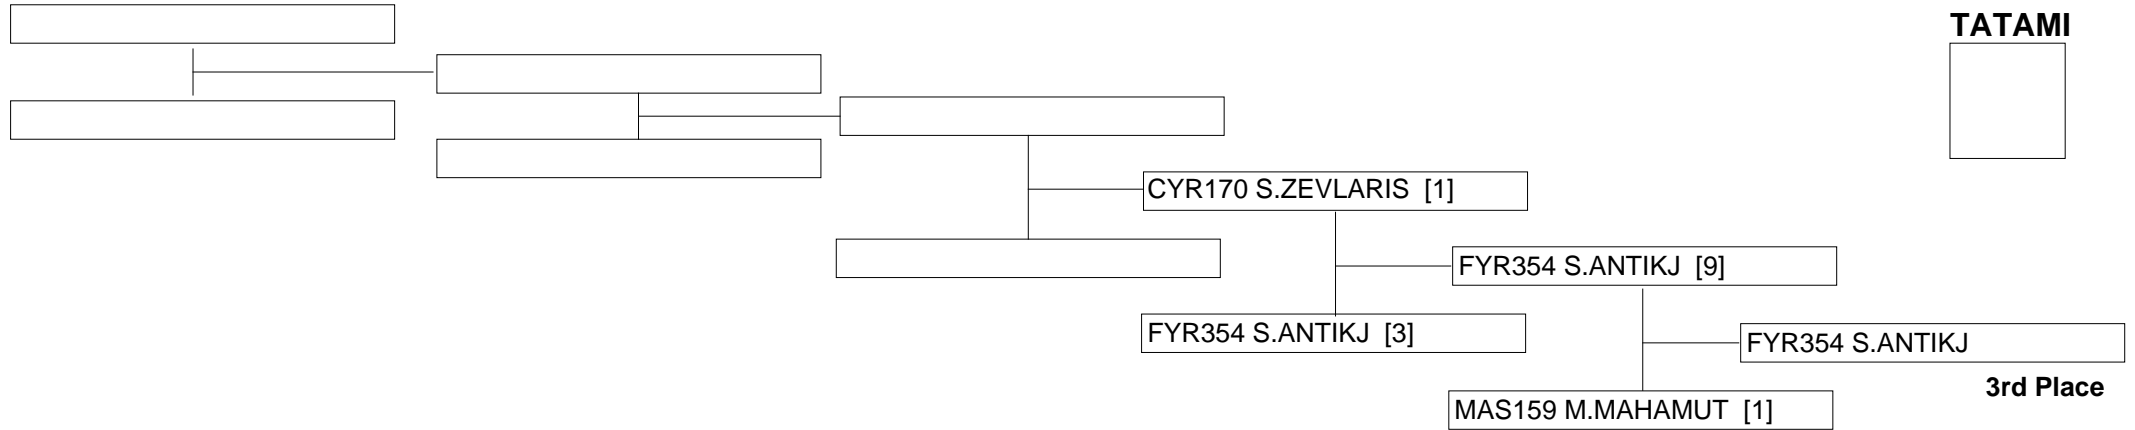 TATAMI
CYR170 S.ZEVLARIS [1]
FYR354 S.ANTIKJ [9]
FYR354 S.ANTIKJ [3]
FYR354 S.ANTIKJ
3rd Place
MAS159 M.MAHAMUT [1]